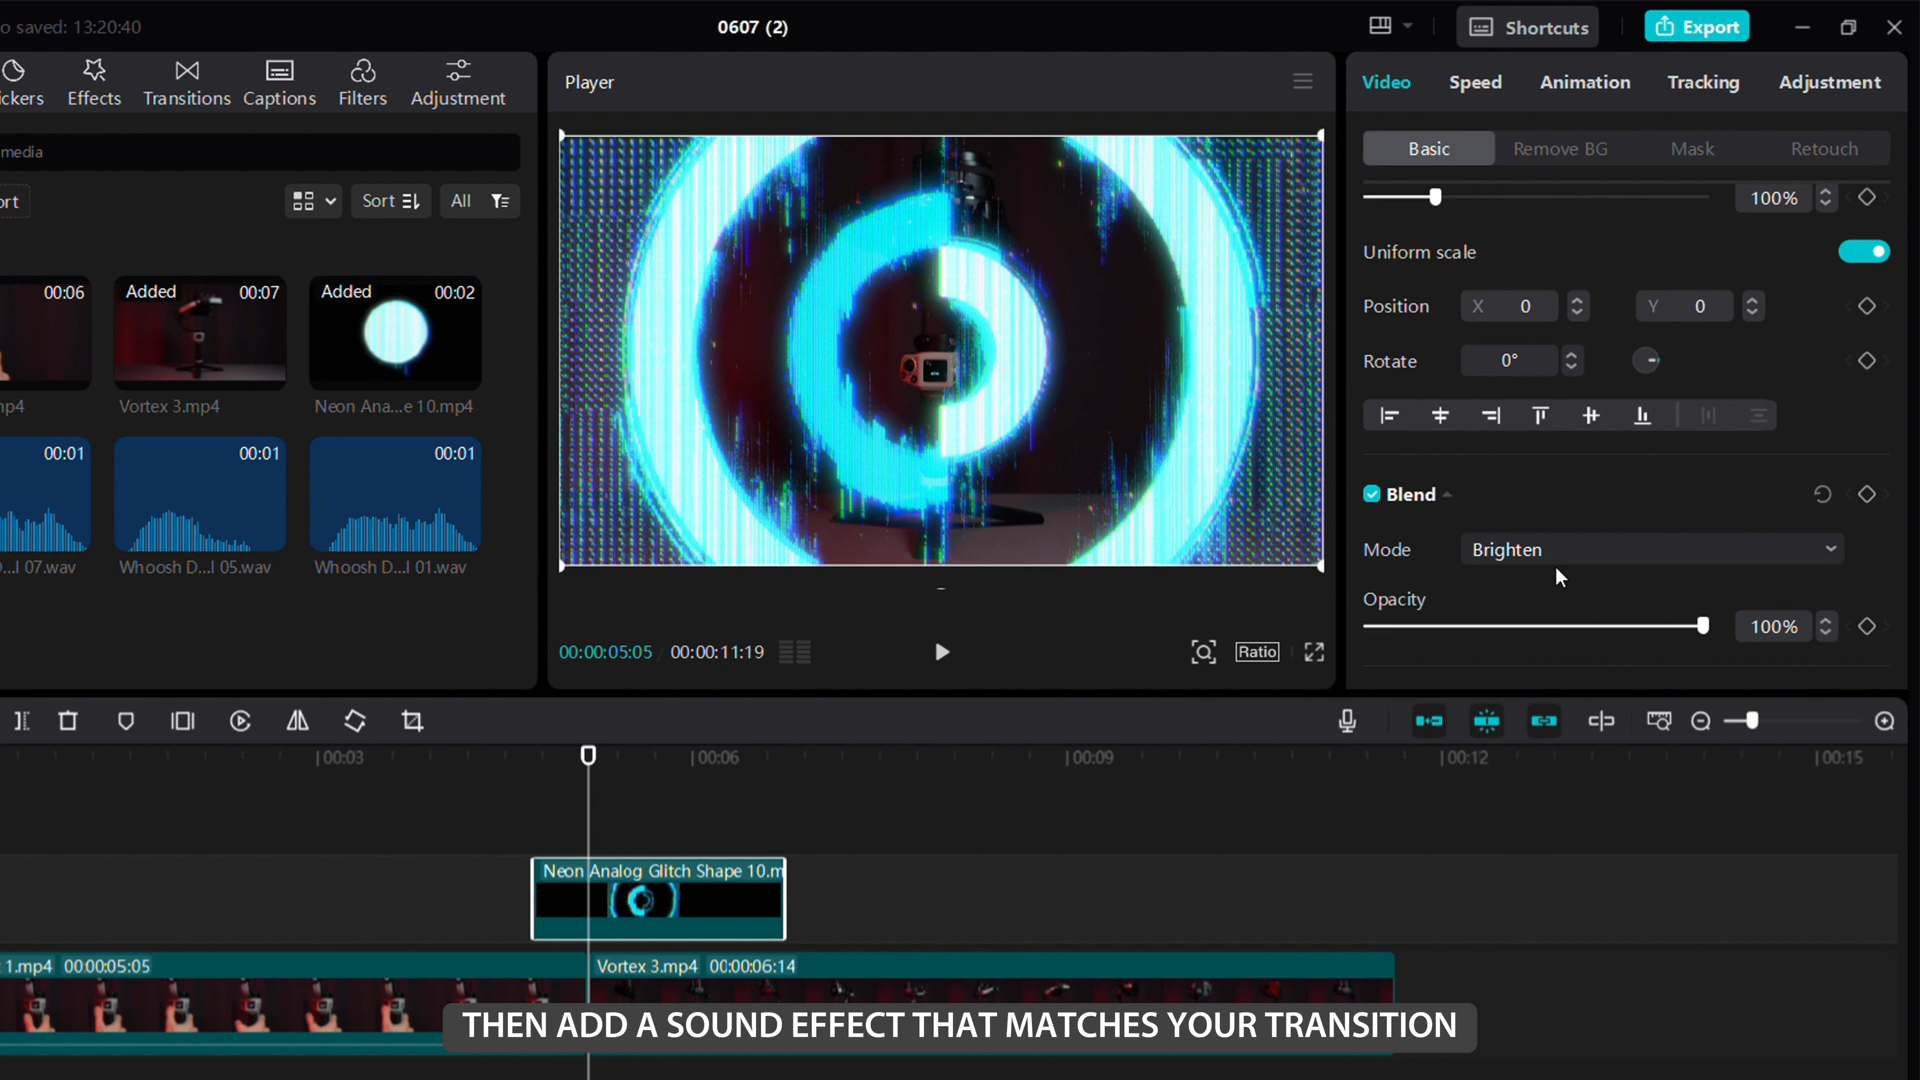 o saved: 13:20:40
0607 (2)
Shortcuts
Export
ckers
Effects
Transitions
Captions
Filters
Adjustment
Player
Video
Speed
Animation
Tracking
Adjustment
media
Basic
Remove BG
Mask
Retouch
ort
Sort
All
100%
Uniform scale
Position
X
0
Y
0
Rotate
0°
00:06
Added
00:07
Added
00:02
p4
Vortex 3.mp4
Neon Ana...e 10.mp4
00:01
00:01
00:01
D...l 07.wav
Whoosh D...l 05.wav
Whoosh D...l 01.wav
Blend
Mode
Brighten
Opacity
100%
00:00:05:05
00:00:11:19
Ratio
00:03
00:06
00:09
00:12
00:15
Neon Analog Glitch Shape 10.m
1.mp4 00:00:05:05
Vortex 3.mp4 00:00:06:14
THEN ADD A SOUND EFFECT THAT MATCHES YOUR TRANSITION